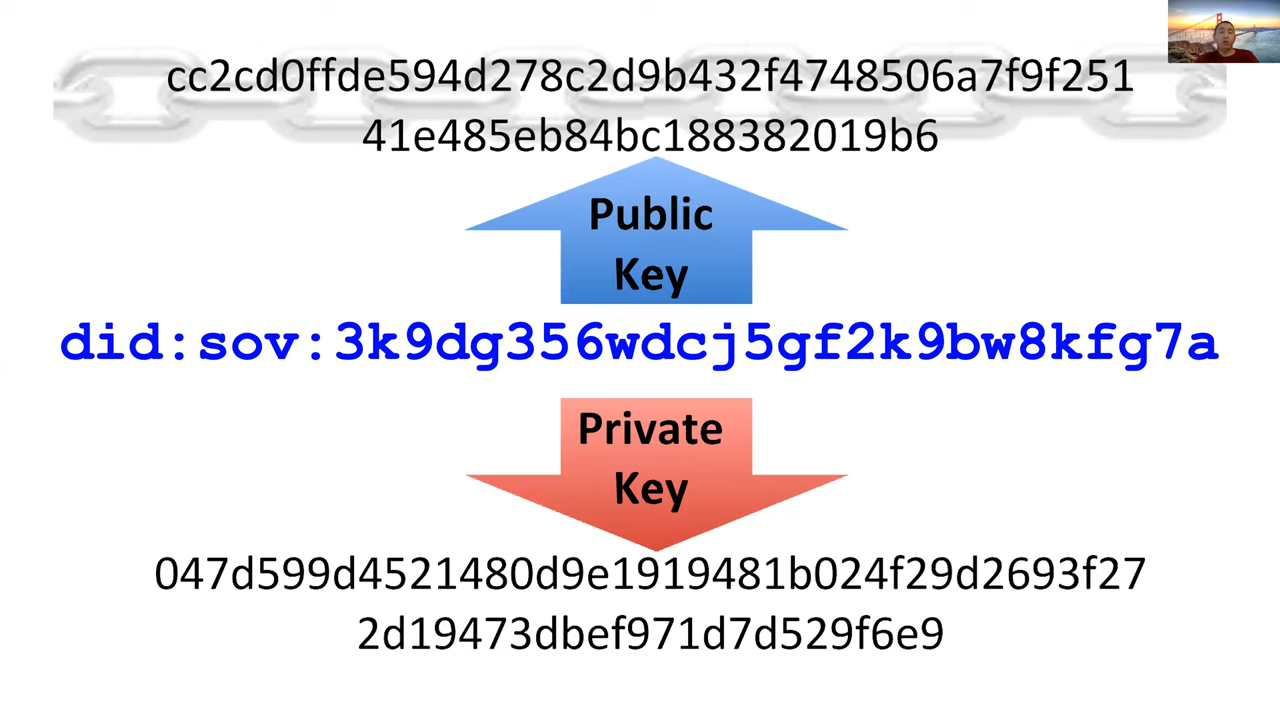 cc2cd0ffde594d278c2d9b432f4748506a7f9f251
41e485eb84bc188382019b6
Public
Key
did:sov:3k9dg356wdcj5gf2k9bw8kfg7a
Private
Key
047d599d4521480d9e1919481b024f29d2693f27
2d19473dbef971d7d529f6e9